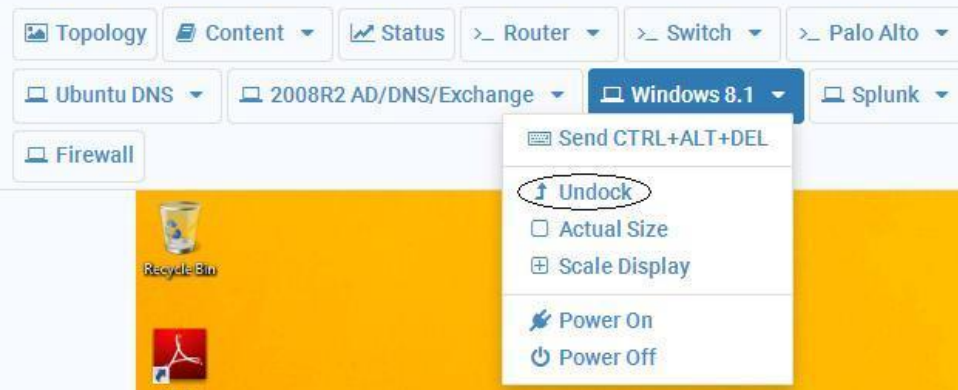 Topology Content Status >_ Router >_ Switch >_ Palo Alto
Ubuntu DNS 2008R2 AD/DNS/Exchange Windows 8.1 Splunk
Firewall
Send CTRL+ALT+DEL
Undock
Actual Size
Scale Display
Power On
Power Off
Recycle Bin